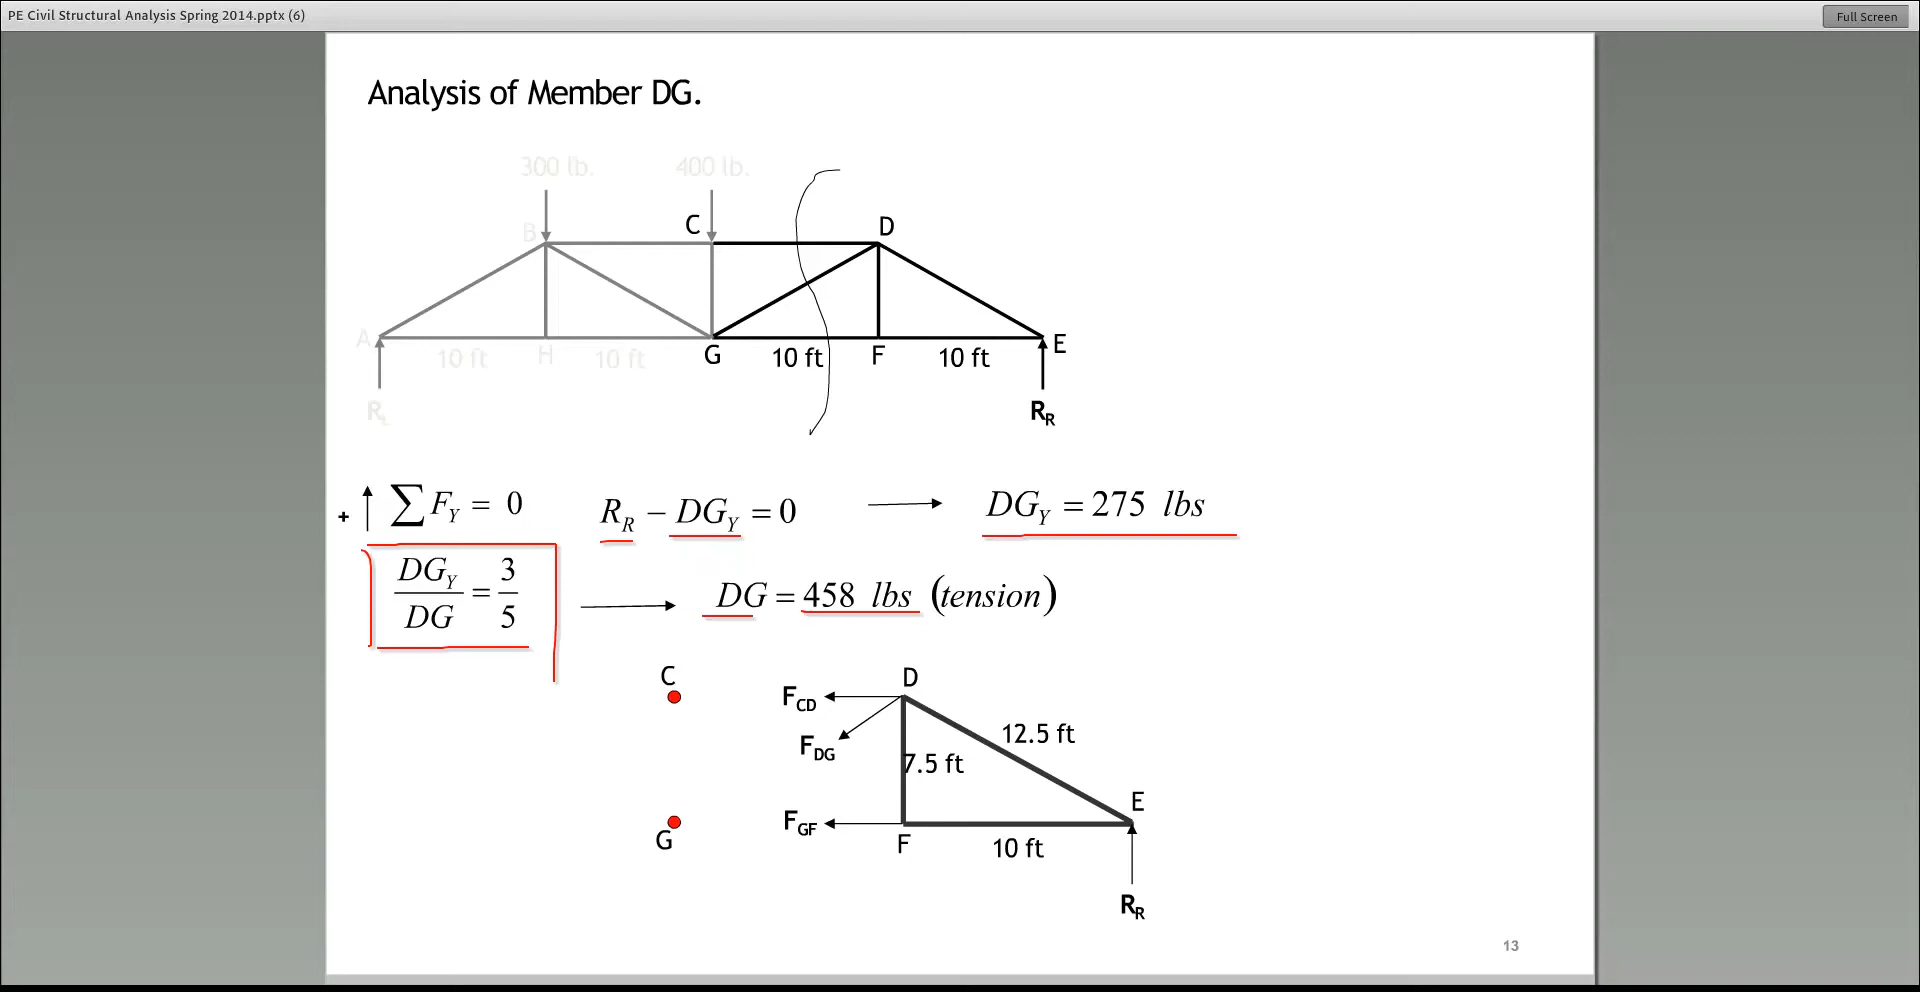 PE Civil Structural Analysis Spring 2014.pptx (6)
Full Screen
Analysis of Member DG.
300 lb. 400 lb.
B C D
A 10 ft H 10 ft G 10 ft F 10 ft E
R_L R_R
+ ↑ ∑ F_Y = 0 R_R − DG_Y = 0 → DG_Y = 275 lbs
DG_Y / DG = 3 / 5 → DG = 458 lbs (tension)
C D
F_CD
12.5 ft
F_DG
7.5 ft
E
F_GF
G F 10 ft
R_R
13